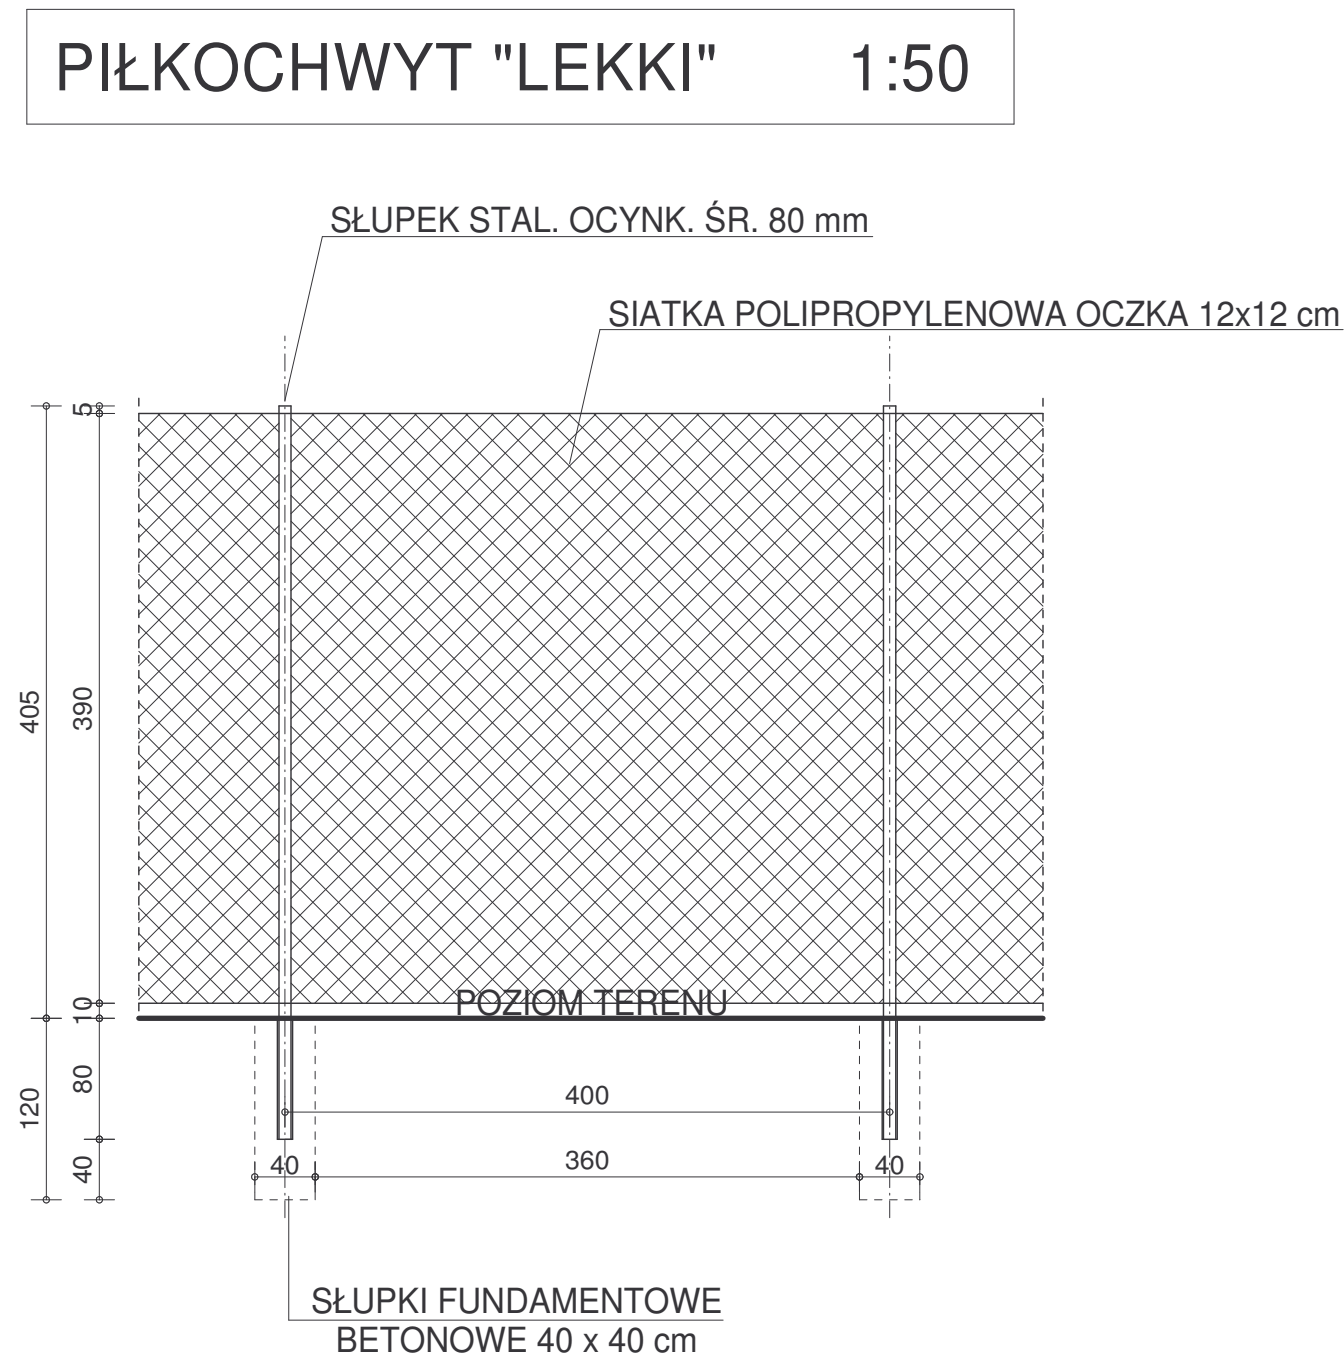 PIŁKOCHWYT "LEKKI" 1:50
SŁUPEK STAL. OCYNK. ŚR. 80 mm
SIATKA POLIPROPYLENOWA OCZKA 12x12 cm
5
405
390
10
POZIOM TERENU
120
80
40
400
40
360
40
SŁUPKI FUNDAMENTOWE
BETONOWE 40 x 40 cm